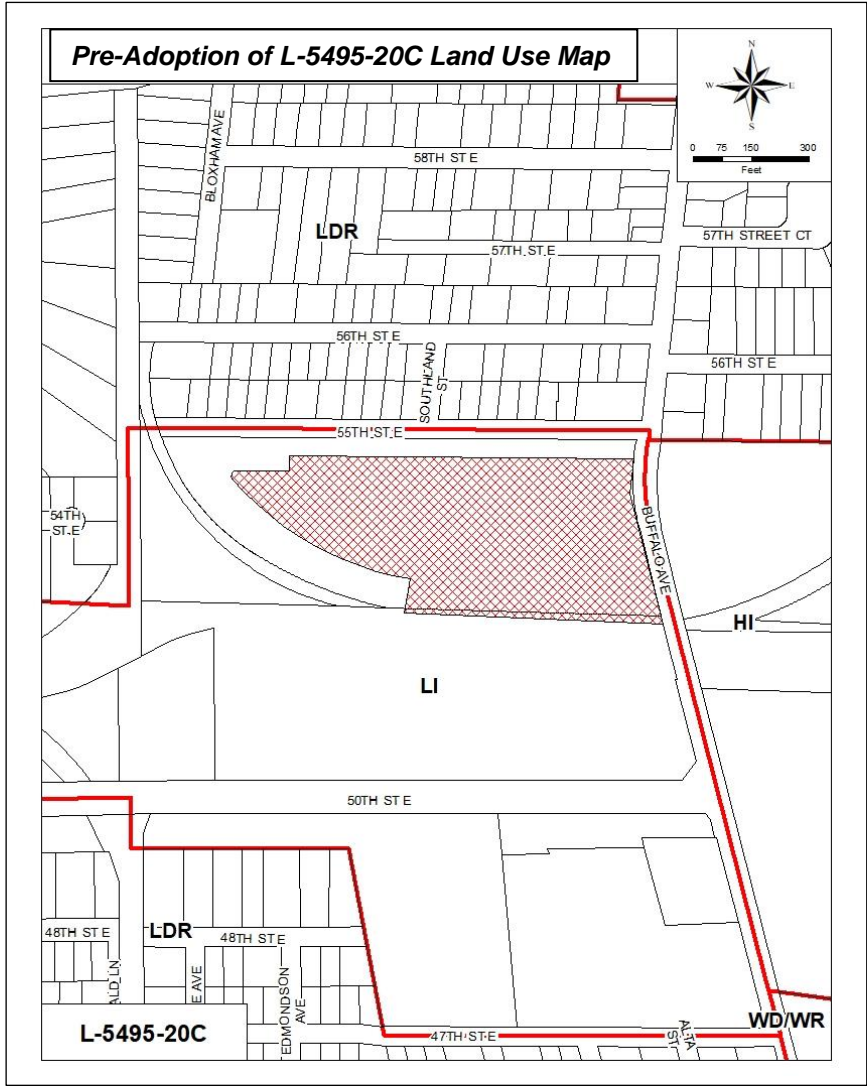 Pre-Adoption of L-5495-20C Land Use Map
N
W E
S
0 75 150 300
Feet
BLOXHAM AVE
58TH ST E
LDR
57TH STREET CT
57TH ST E
56TH ST E
SOUTHLAND
ST
56TH ST E
55TH ST E
54TH
ST E
BUFFALO AVE
HI
LI
50TH ST E
LDR
48TH ST E
48TH ST E
ALD LN
E AVE
EDMONDSON
AVE
47TH ST E
ALTA
ST
WD/WR
L-5495-20C